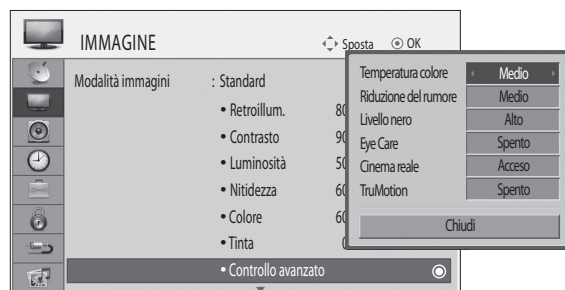 IMMAGINE
Sposta OK
Modalità immagini : Standard
• Retroillum. 80
• Contrasto 90
• Luminosità 50
• Nitidezza 60
• Colore 60
• Tinta 0
• Controllo avanzato
Temperatura colore Medio
Riduzione del rumore Medio
Livello nero Alto
Eye Care Spento
Cinema reale Acceso
TruMotion Spento
Chiudi